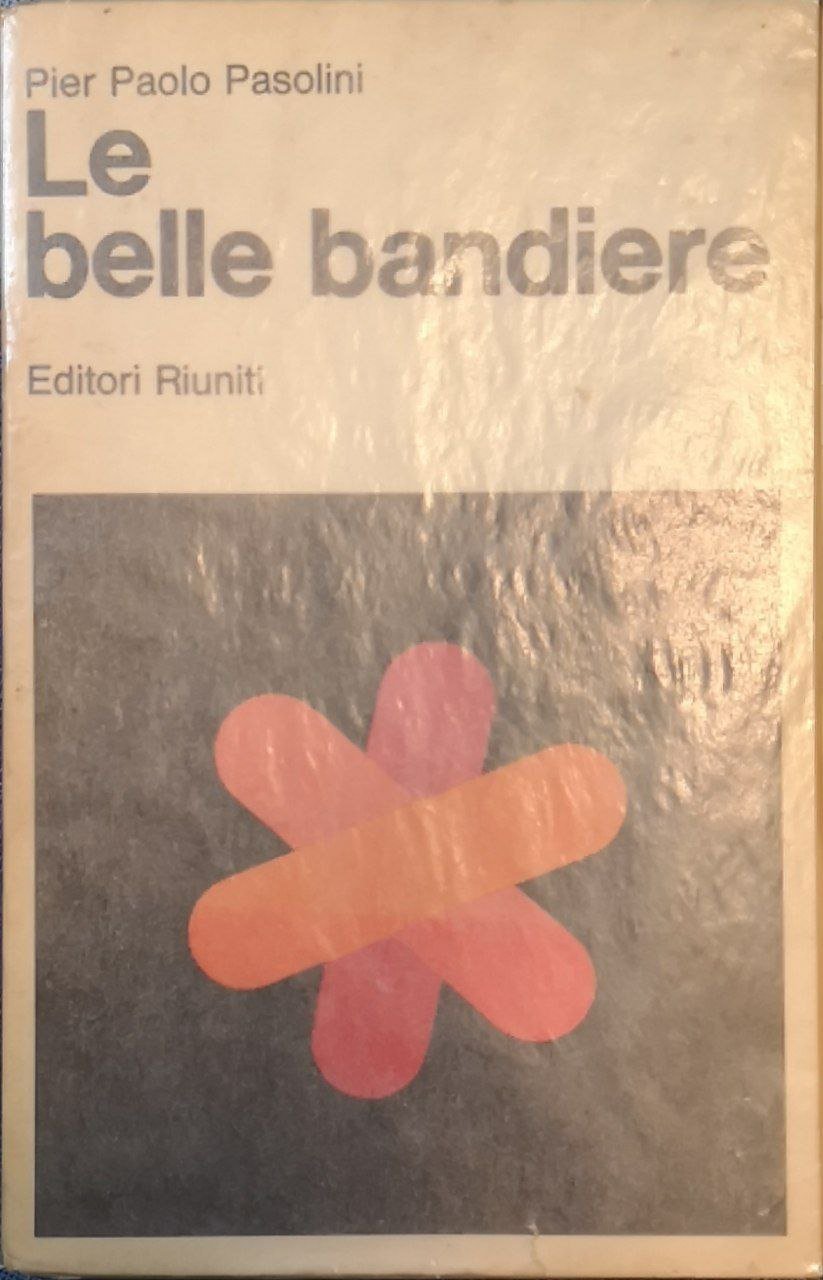 Pier Paolo Pasolini
Le
belle bandiere
Editori Riuniti